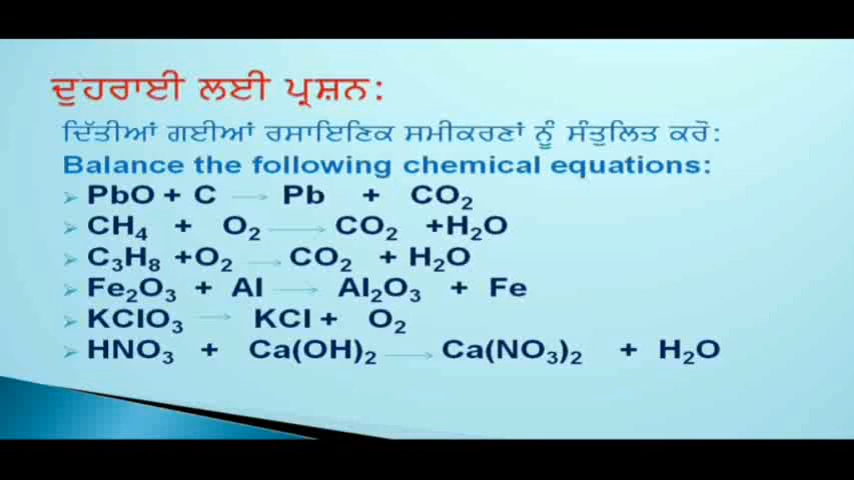 ਦੁਹਰਾਈ ਲਈ ਪ੍ਰਸ਼ਨ:
ਦਿੱਤੀਆਂ ਗਈਆਂ ਰਸਾਇਣਿਕ ਸਮੀਕਰਣਾਂ ਨੂੰ ਸੰਤੁਲਿਤ ਕਰੋ:
Balance the following chemical equations:
➢ PbO + C → Pb + CO₂
➢ CH₄ + O₂ → CO₂ +H₂O
➢ C₃H₈ +O₂ → CO₂ + H₂O
➢ Fe₂O₃ + Al → Al₂O₃ + Fe
➢ KClO₃ → KCl + O₂
➢ HNO₃ + Ca(OH)₂ → Ca(NO₃)₂ + H₂O